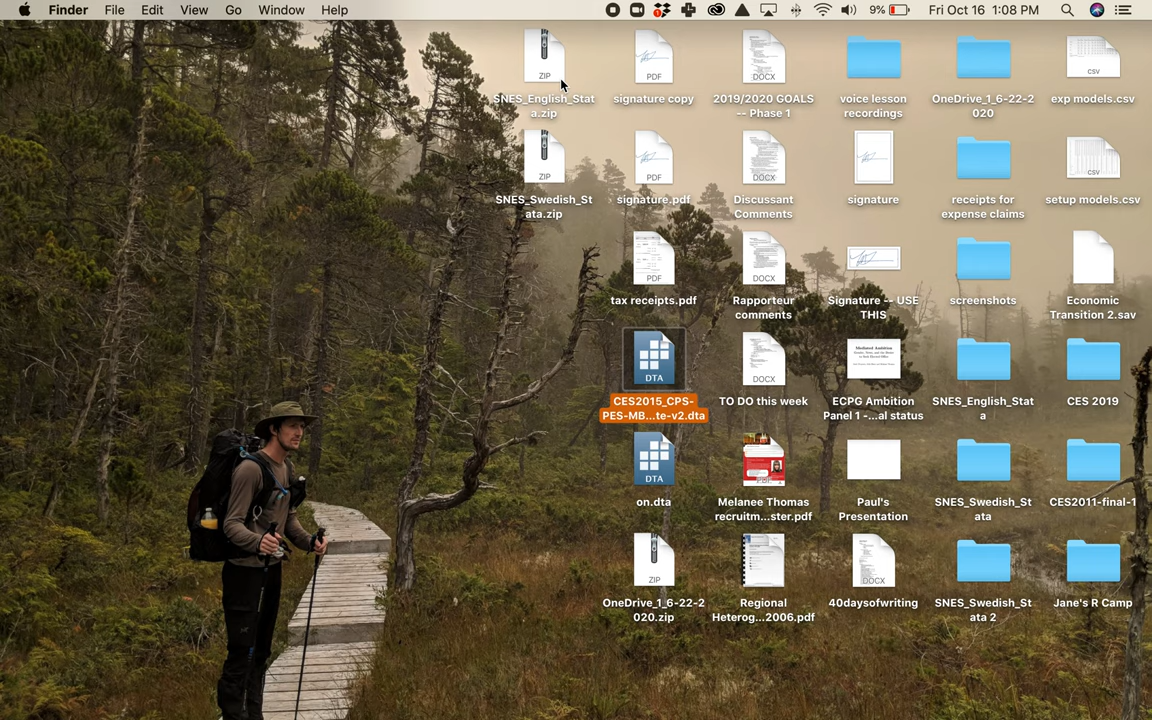 Finder File Edit View Go Window Help 9% Fri Oct 16 1:08 PM
ZIP
SNES_English_Stat
a.zip
PDF
signature copy
DOCX
2019/2020 GOALS
-- Phase 1
voice lesson
recordings
OneDrive_1_6-22-2
020
CSV
exp models.csv
ZIP
SNES_Swedish_St
ata.zip
PDF
signature.pdf
DOCX
Discussant
Comments
signature
receipts for
expense claims
CSV
setup models.csv
PDF
tax receipts.pdf
DOCX
Rapporteur
comments
Signature -- USE
THIS
screenshots
Economic
Transition 2.sav
DTA
CES2015_CPS-
PES-MB...te-v2.dta
DOCX
TO DO this week
Mediated Ambition
ECPG Ambition
Panel 1 -...al status
SNES_English_Stat
a
CES 2019
DTA
on.dta
Melanee Thomas
recruitm...ster.pdf
Paul's
Presentation
SNES_Swedish_St
ata
CES2011-final-1
ZIP
OneDrive_1_6-22-2
020.zip
Regional
Heterog...2006.pdf
DOCX
40daysofwriting
SNES_Swedish_St
ata 2
Jane's R Camp